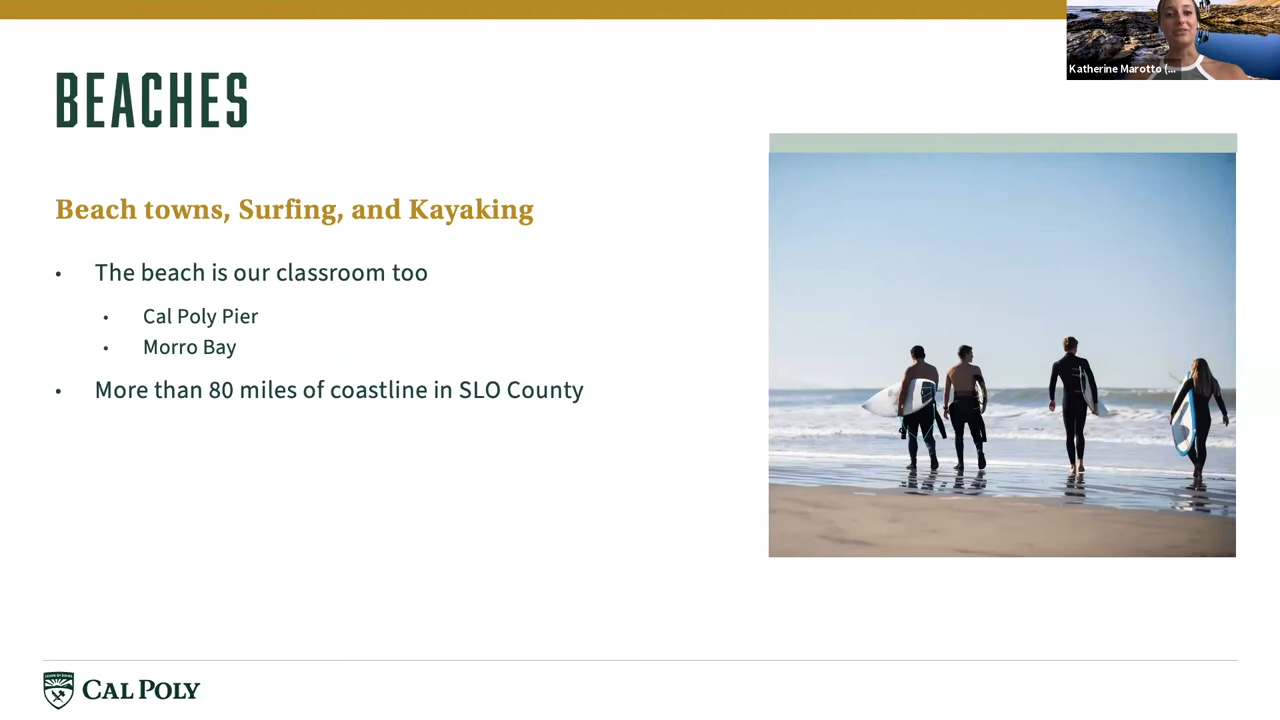 Katherine Marotto (...
BEACHES
Beach towns, Surfing, and Kayaking
• The beach is our classroom too
• Cal Poly Pier
• Morro Bay
• More than 80 miles of coastline in SLO County
CAL POLY